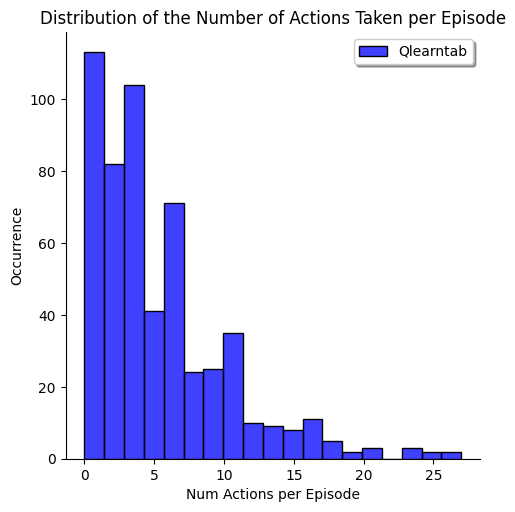 Distribution of the Number of Actions Taken per Episode
Qlearntab
100
80
60
40
20
0
Occurrence
0 5 10 15 20 25
Num Actions per Episode